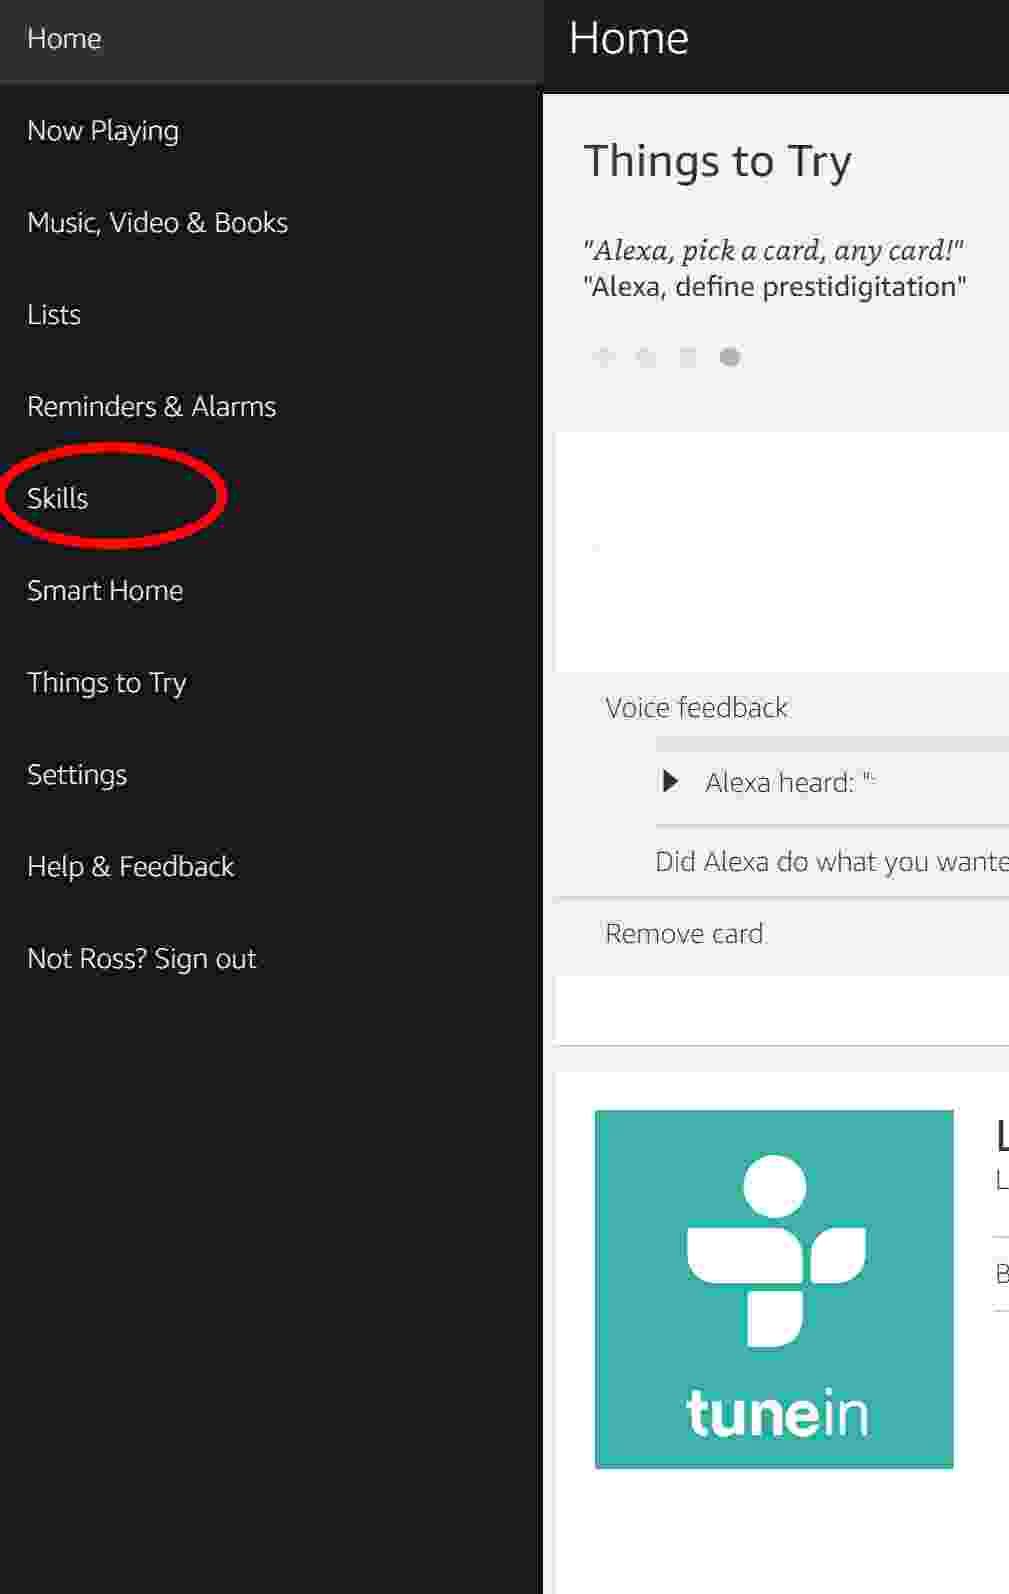 Home
Now Playing
Music, Video & Books
Lists
Reminders & Alarms
Skills
Smart Home
Things to Try
Settings
Help & Feedback
Not Ross? Sign out
Home
Things to Try
"Alexa, pick a card, any card!"
"Alexa, define prestidigitation"
Voice feedback
Alexa heard: "
Did Alexa do what you wante
Remove card
tunein
L
L
B